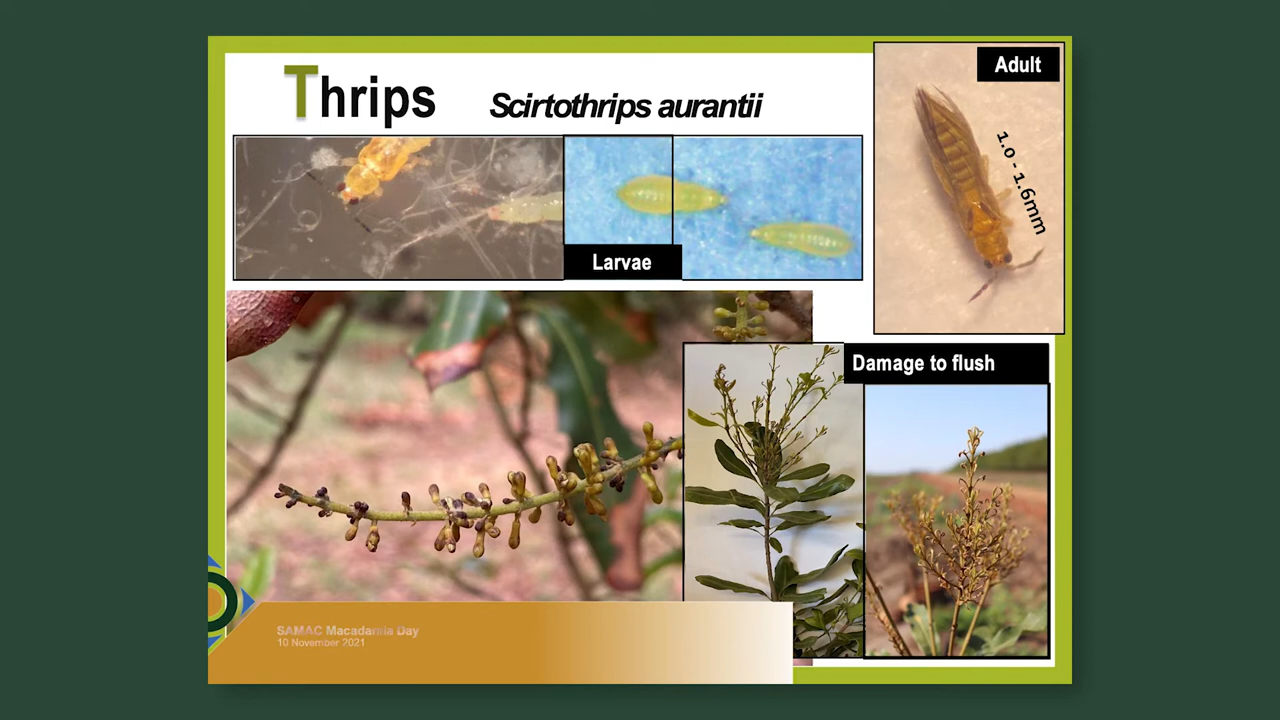 Thrips
Scirtothrips aurantii
Adult
1.0 - 1.6mm
Larvae
Damage to flush
SAMAC Macadamia Day
10 November 2021